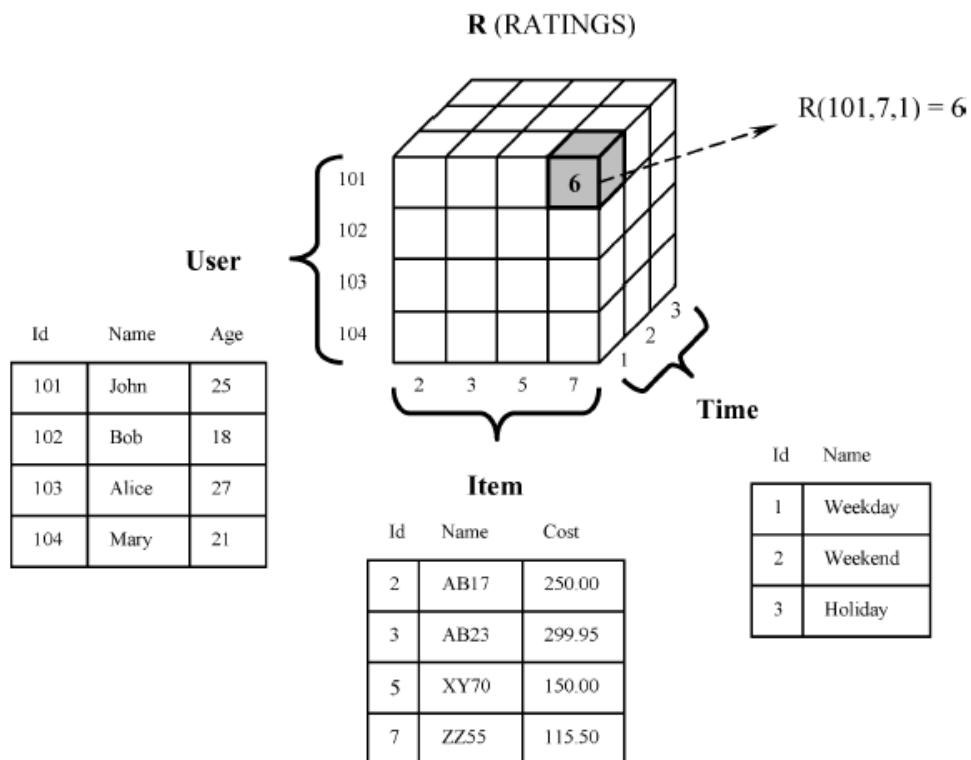 R (RATINGS)
R(101,7,1) = 6
101
6
102
User
103
104
3
2
1
2 3 5 7
Time
Item
Id Name Age
101 John 25
102 Bob 18
103 Alice 27
104 Mary 21
Id Name Cost
2 AB17 250.00
3 AB23 299.95
5 XY70 150.00
7 ZZ55 115.50
Id Name
1 Weekday
2 Weekend
3 Holiday